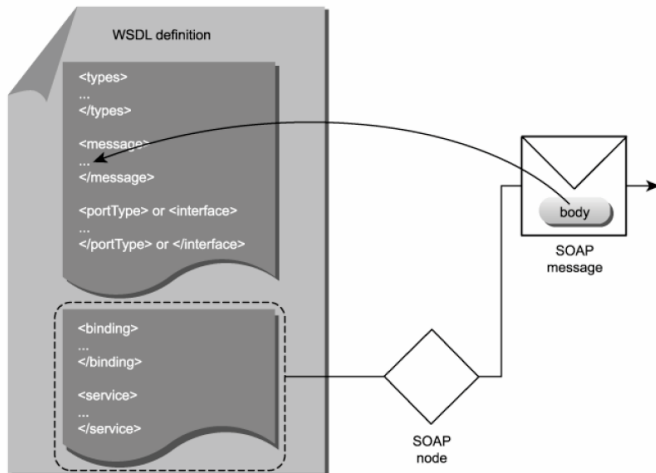 WSDL definition
<types>
...
</types>
<message>
...
</message>
<portType> or <interface>
...
</portType> or </interface>
<binding>
...
</binding>
<service>
...
</service>
body
SOAP
message
SOAP
node